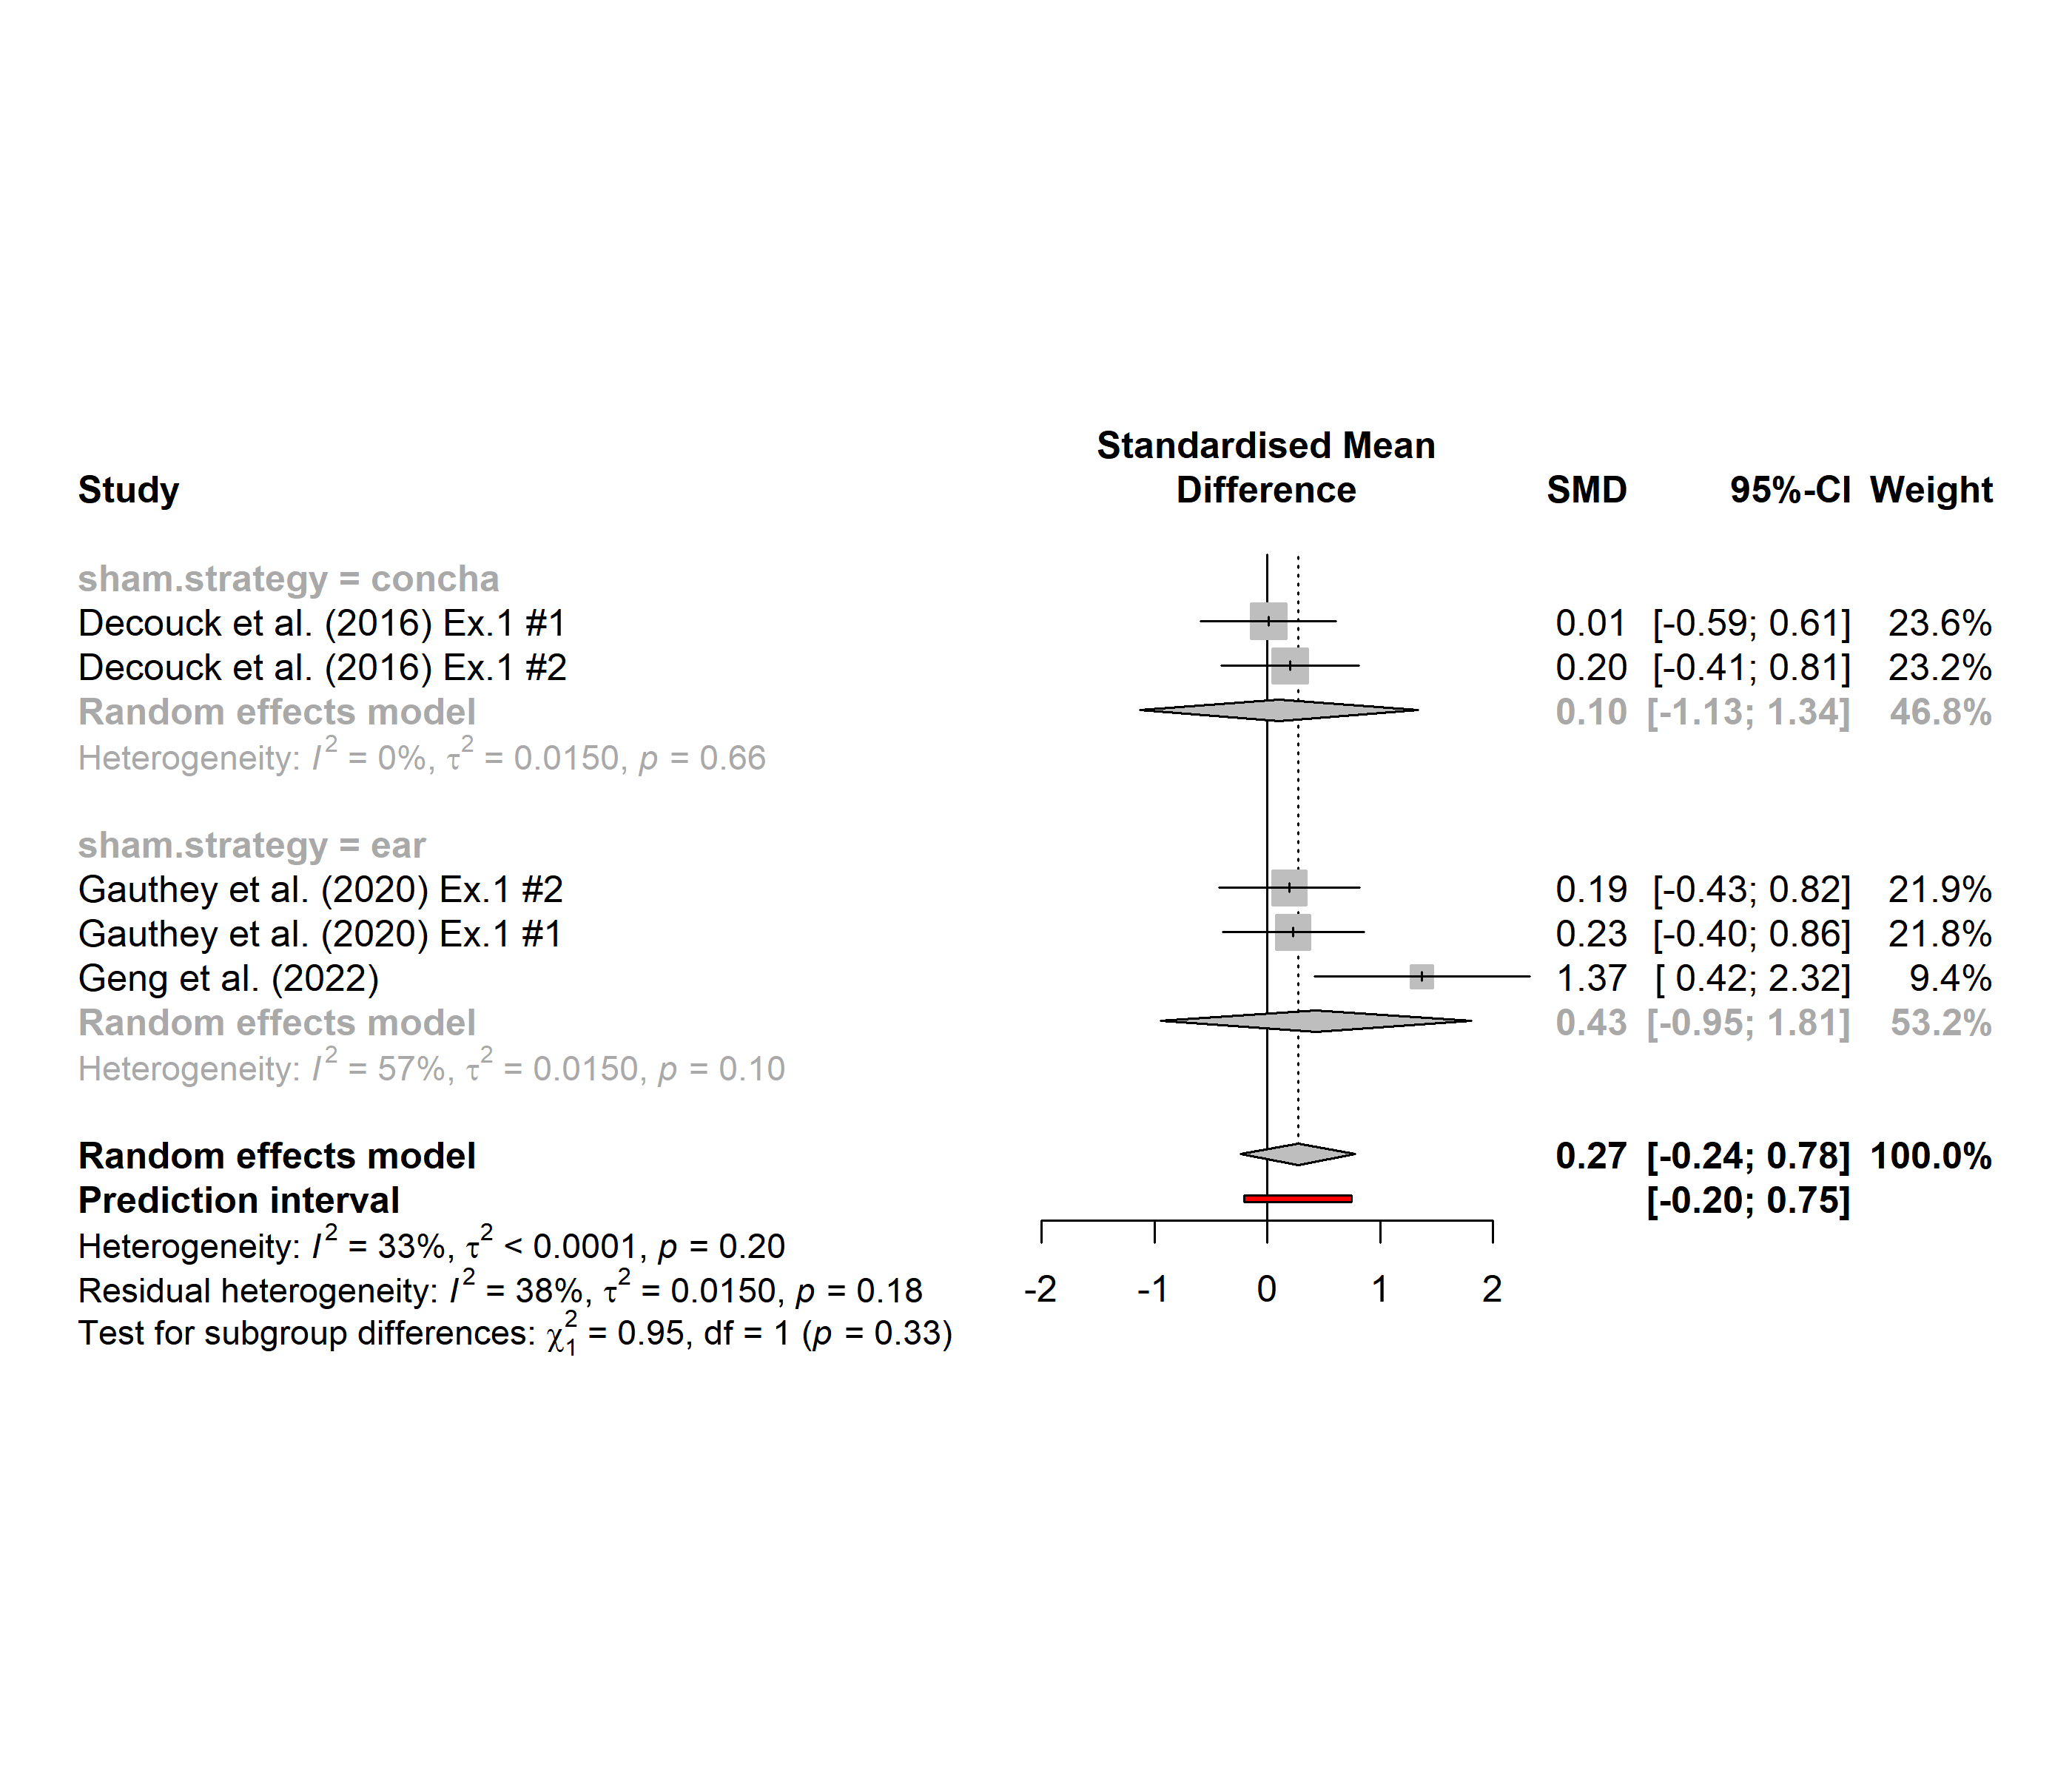 Standardised Mean
Study Difference SMD 95%-CI Weight
sham.strategy = concha
Decouck et al. (2016) Ex.1 #1 0.01 [-0.59; 0.61] 23.6%
Decouck et al. (2016) Ex.1 #2 0.20 [-0.41; 0.81] 23.2%
Random effects model 0.10 [-1.13; 1.34] 46.8%
Heterogeneity: I² = 0%, τ² = 0.0150, p = 0.66
sham.strategy = ear
Gauthey et al. (2020) Ex.1 #2 0.19 [-0.43; 0.82] 21.9%
Gauthey et al. (2020) Ex.1 #1 0.23 [-0.40; 0.86] 21.8%
Geng et al. (2022) 1.37 [ 0.42; 2.32] 9.4%
Random effects model 0.43 [-0.95; 1.81] 53.2%
Heterogeneity: I² = 57%, τ² = 0.0150, p = 0.10
Random effects model 0.27 [-0.24; 0.78] 100.0%
Prediction interval [-0.20; 0.75]
Heterogeneity: I² = 33%, τ² < 0.0001, p = 0.20
Residual heterogeneity: I² = 38%, τ² = 0.0150, p = 0.18
-2 -1 0 1 2
Test for subgroup differences: χ₁² = 0.95, df = 1 (p = 0.33)